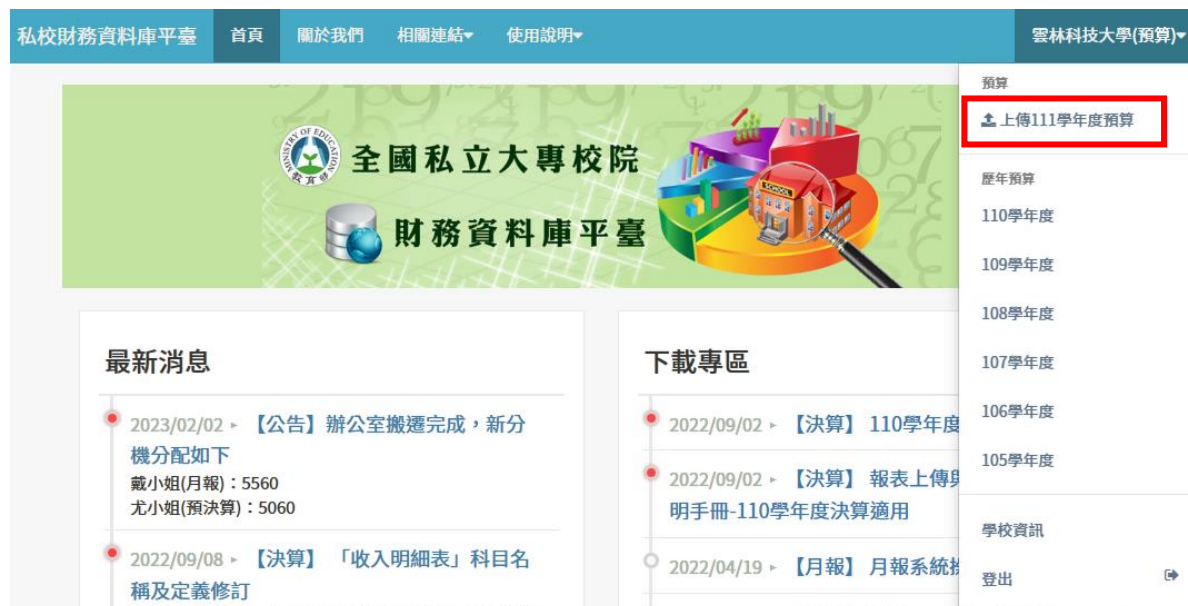 私校財務資料庫平臺 首頁 關於我們 相關連結▾ 使用說明▾ 雲林科技大學(預算)▾
預算
上傳111學年度預算
歷年預算
110學年度
109學年度
108學年度
107學年度
106學年度
105學年度
學校資訊
登出
MINISTRY OF EDUCATION
教育部
全國私立大專校院
財務資料庫平臺
SCHOOL
最新消息
2023/02/02 ▸ 【公告】辦公室搬遷完成,新分
機分配如下
戴小姐(月報):5560
尤小姐(預決算):5060
2022/09/08 ▸ 【決算】 「收入明細表」科目名
稱及定義修訂
下載專區
2022/09/02 ▸ 【決算】 110學年度
2022/09/02 ▸ 【決算】 報表上傳
明手冊-110學年度決算適用
2022/04/19 ▸ 【月報】 月報系統